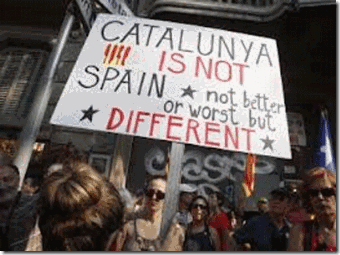 CATALUNYA
IS NOT
SPAIN
not better
or worst but
DIFFERENT